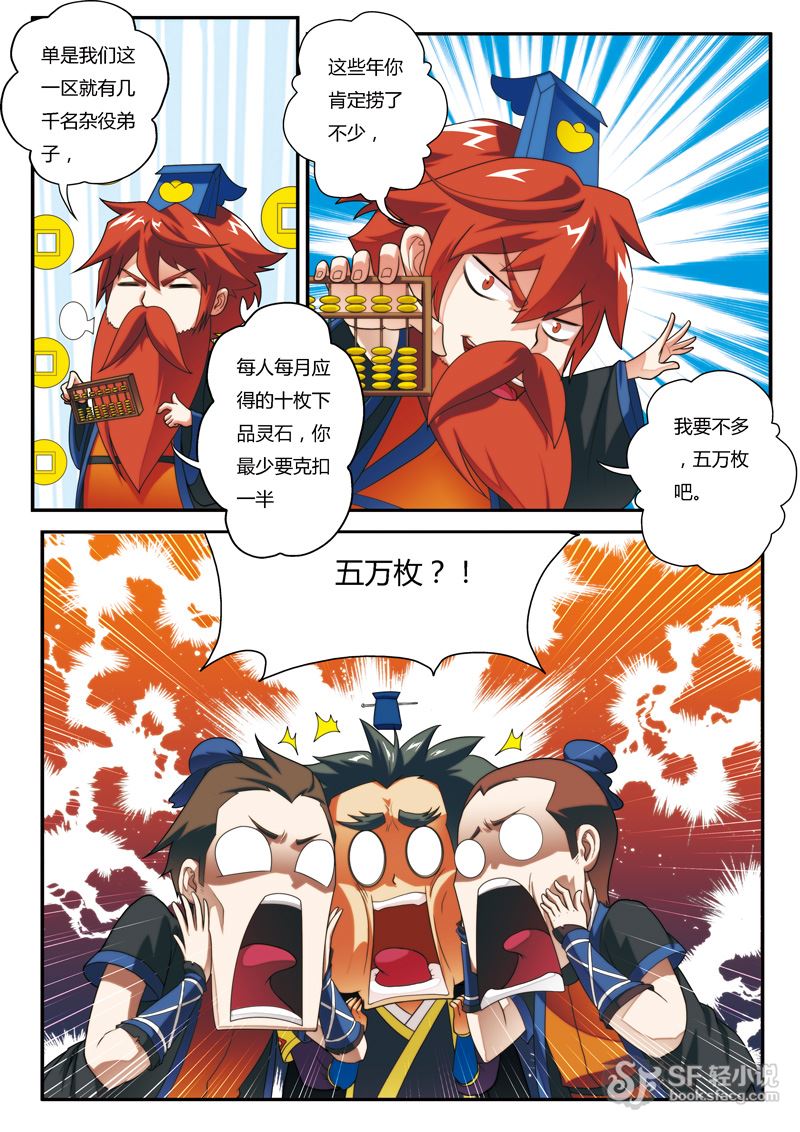 单是我们这
一区就有几
千名杂役弟
子，
每人每月应
得的十枚下
品灵石，你
最少要克扣
一半
这些年你
肯定捞了
不少，
我要不多
，五万枚
吧。
五万枚？！
SF轻小说
book.sfacg.com